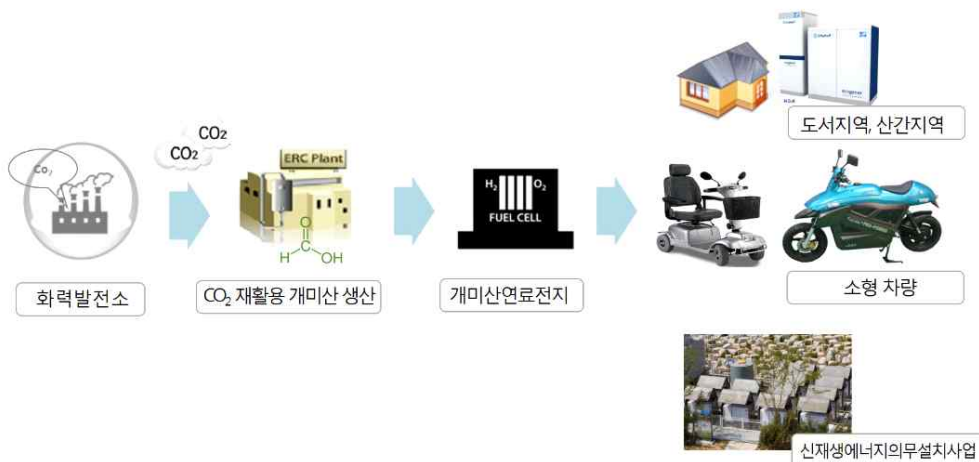 CO₂
CO₂
CO₂
ERC Plant
O
H
OH
H₂ O₂
FUEL CELL
도서지역, 산간지역
화력발전소
CO₂ 재활용 개미산 생산
개미산연료전지
소형 차량
신재생에너지의무설치사업